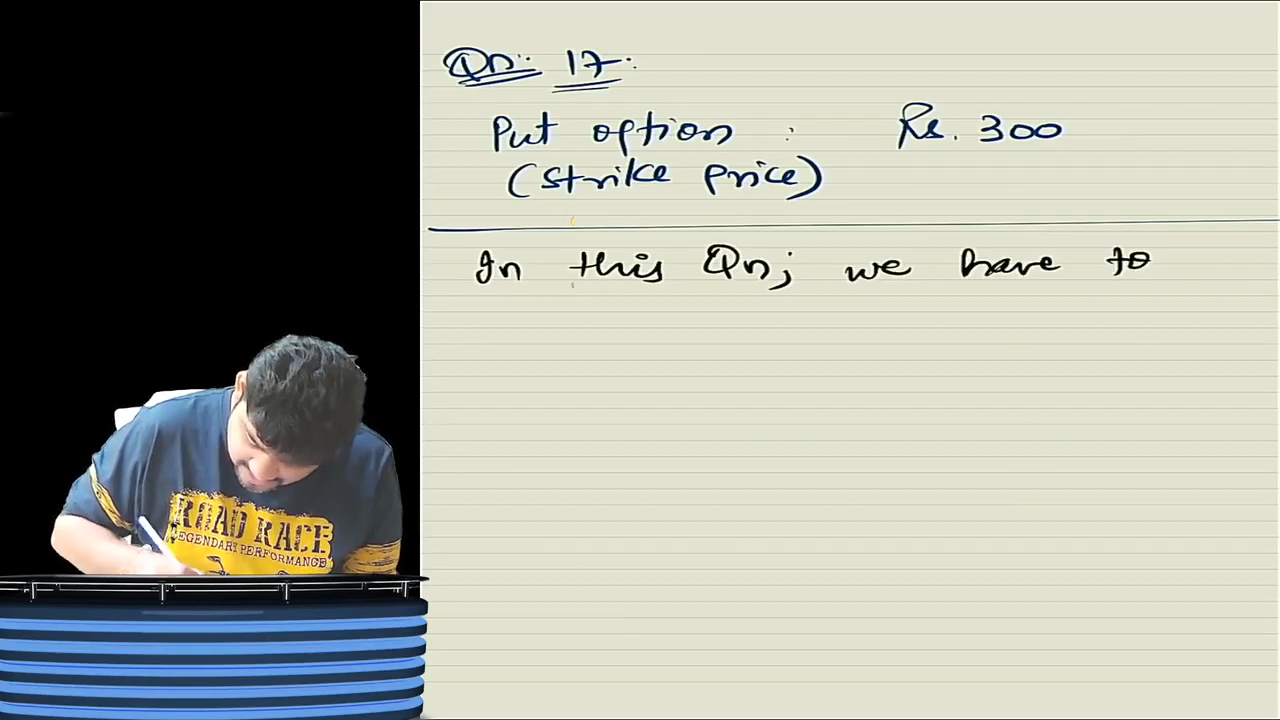 Qn: 17:
Put option : Rs. 300
(Strike price)
In this Qn; we have to
ROAD RACE
LEGENDARY PERFORMANCE